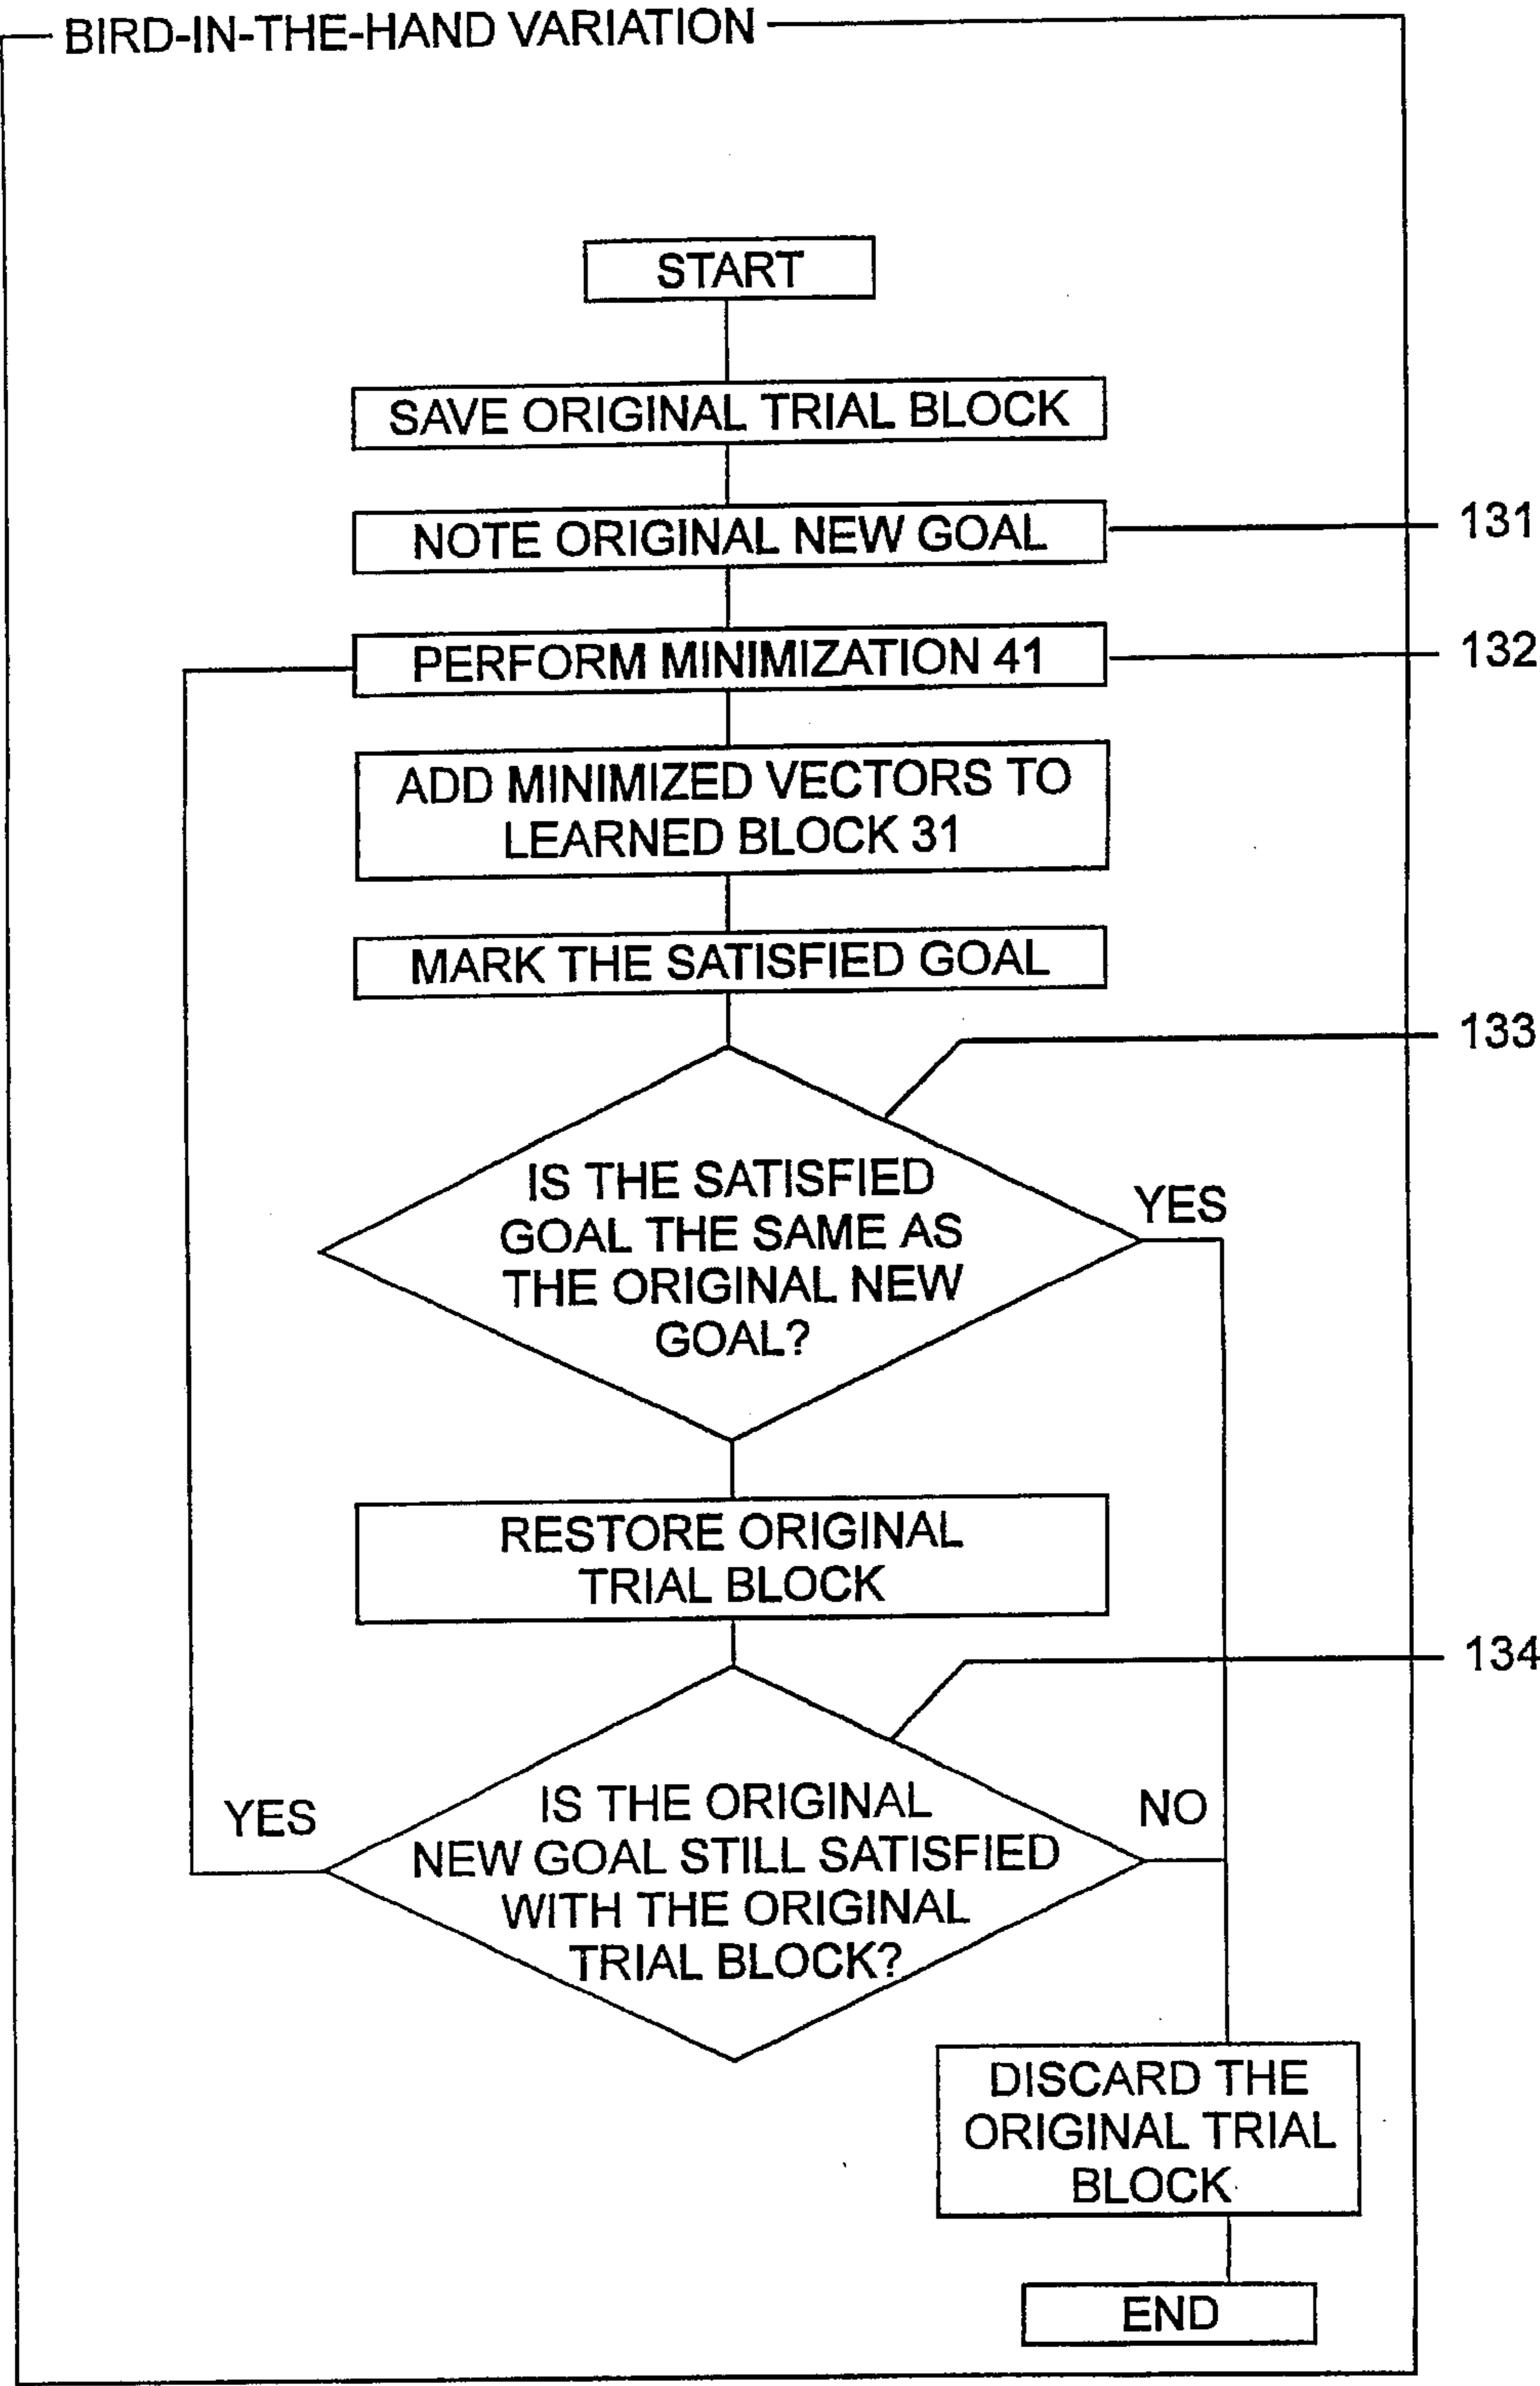 BIRD-IN-THE-HAND VARIATION
START
SAVE ORIGINAL TRIAL BLOCK
NOTE ORIGINAL NEW GOAL
131
PERFORM MINIMIZATION 41
132
ADD MINIMIZED VECTORS TO
LEARNED BLOCK 31
MARK THE SATISFIED GOAL
133
IS THE SATISFIED
GOAL THE SAME AS
THE ORIGINAL NEW
GOAL?
YES
RESTORE ORIGINAL
TRIAL BLOCK
134
IS THE ORIGINAL
NEW GOAL STILL SATISFIED
WITH THE ORIGINAL
TRIAL BLOCK?
YES
NO
DISCARD THE
ORIGINAL TRIAL
BLOCK
END